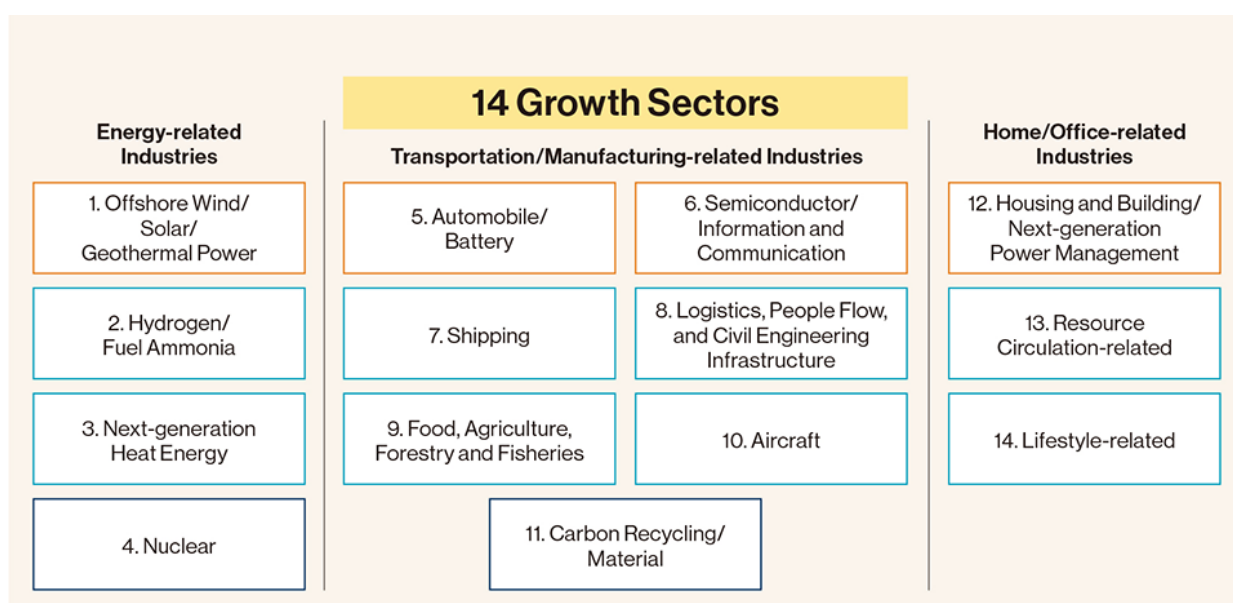 14 Growth Sectors
Energy-related
Industries
1. Offshore Wind/
Solar/
Geothermal Power
2. Hydrogen/
Fuel Ammonia
3. Next-generation
Heat Energy
4. Nuclear
Transportation/Manufacturing-related Industries
5. Automobile/
Battery
6. Semiconductor/
Information and
Communication
7. Shipping
8. Logistics, People Flow,
and Civil Engineering
Infrastructure
9. Food, Agriculture,
Forestry and Fisheries
10. Aircraft
11. Carbon Recycling/
Material
Home/Office-related
Industries
12. Housing and Building/
Next-generation
Power Management
13. Resource
Circulation-related
14. Lifestyle-related